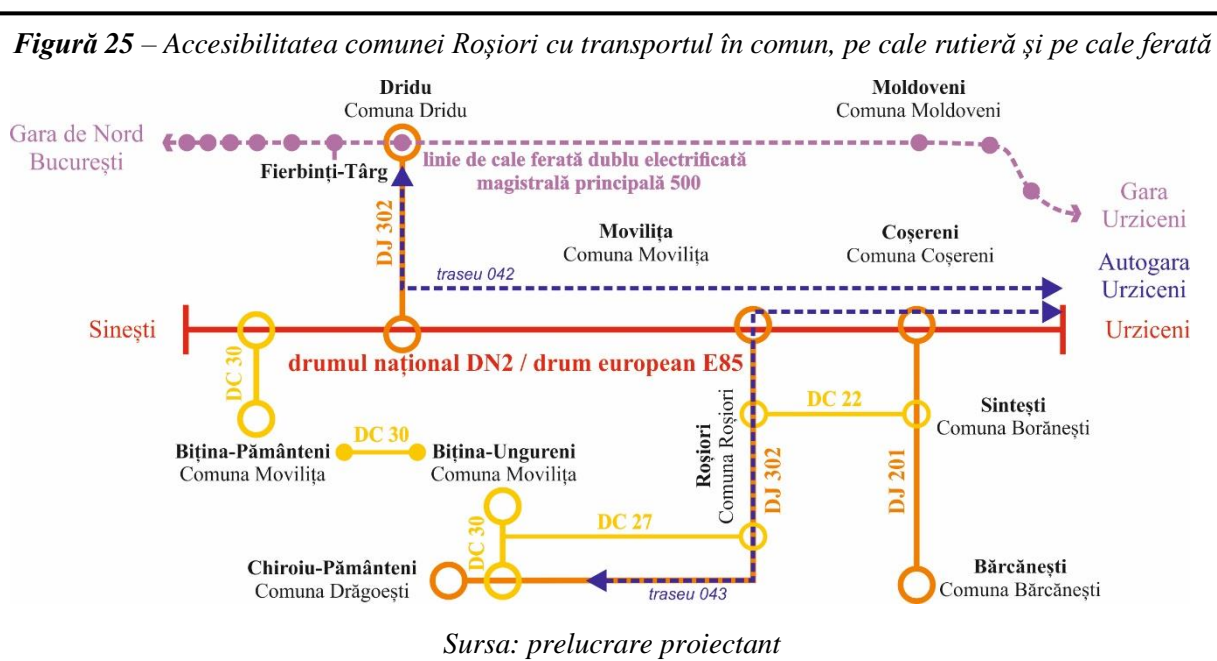 Figură 25 – Accesibilitatea comunei Roșiori cu transportul în comun, pe cale rutieră și pe cale ferată
Dridu
Comuna Dridu
Moldoveni
Comuna Moldoveni
Gara de Nord
București
Fierbinți-Târg
linie de cale ferată dublu electrificată
magistrală principală 500
Gara
Urziceni
DJ 302
Movilița
Comuna Movilița
Coșereni
Comuna Coșereni
traseu 042
Autogara
Urziceni
Sinești
Urziceni
drumul național DN2 / drum european E85
DC 30
Bițina-Pământeni
Comuna Movilița
DC 30
Bițina-Ungureni
Comuna Movilița
Roșiori
Comuna Roșiori
DJ 302
DC 22
Sintești
Comuna Borănești
DJ 201
DC 27
DC 30
Chiroiu-Pământeni
Comuna Drăgoești
traseu 043
Bărcănești
Comuna Bărcănești
Sursa: prelucrare proiectant